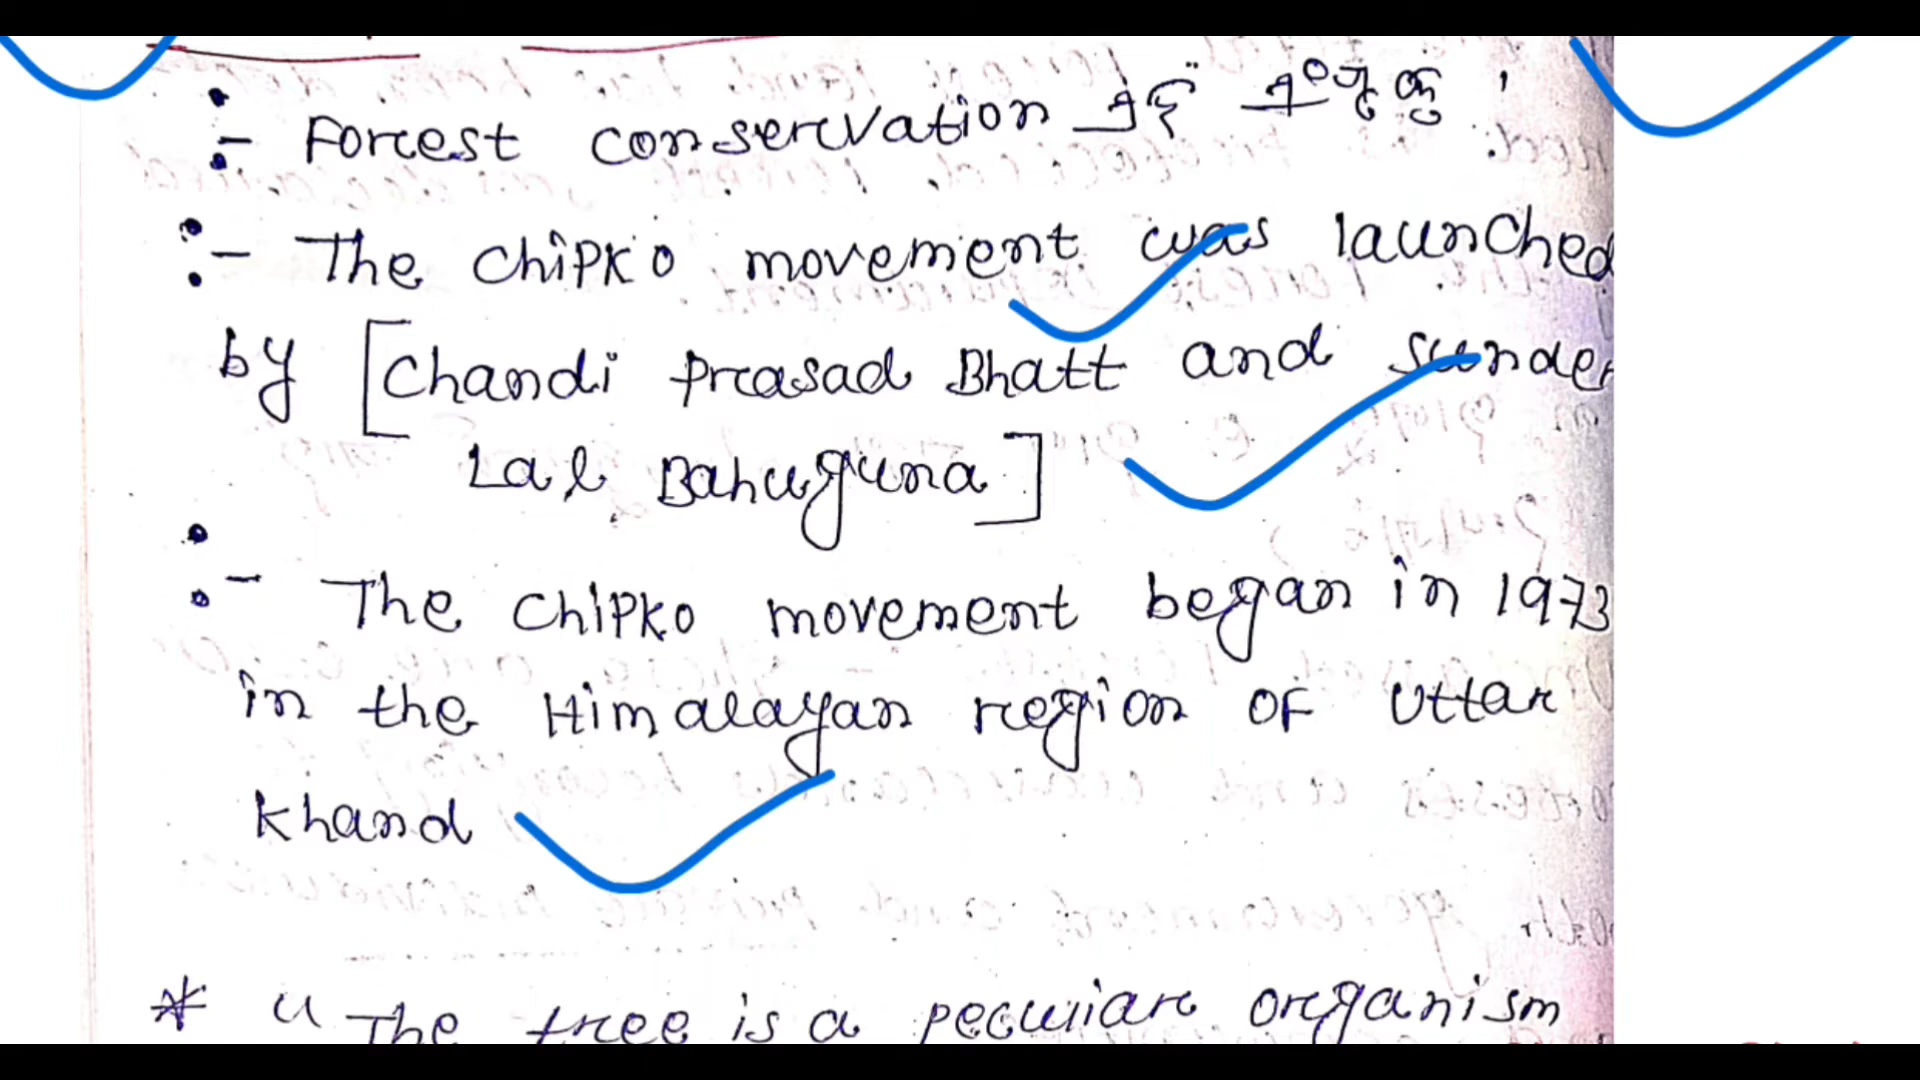 :- Forest conservation
:- The chipko movement was launched
by [Chandi prasad Bhatt and sunder
Lal Bahuguna]
:- The chipko movement began in 1973
in the Himalayan region of Uttar
khand
* " The tree is a peculiar organism